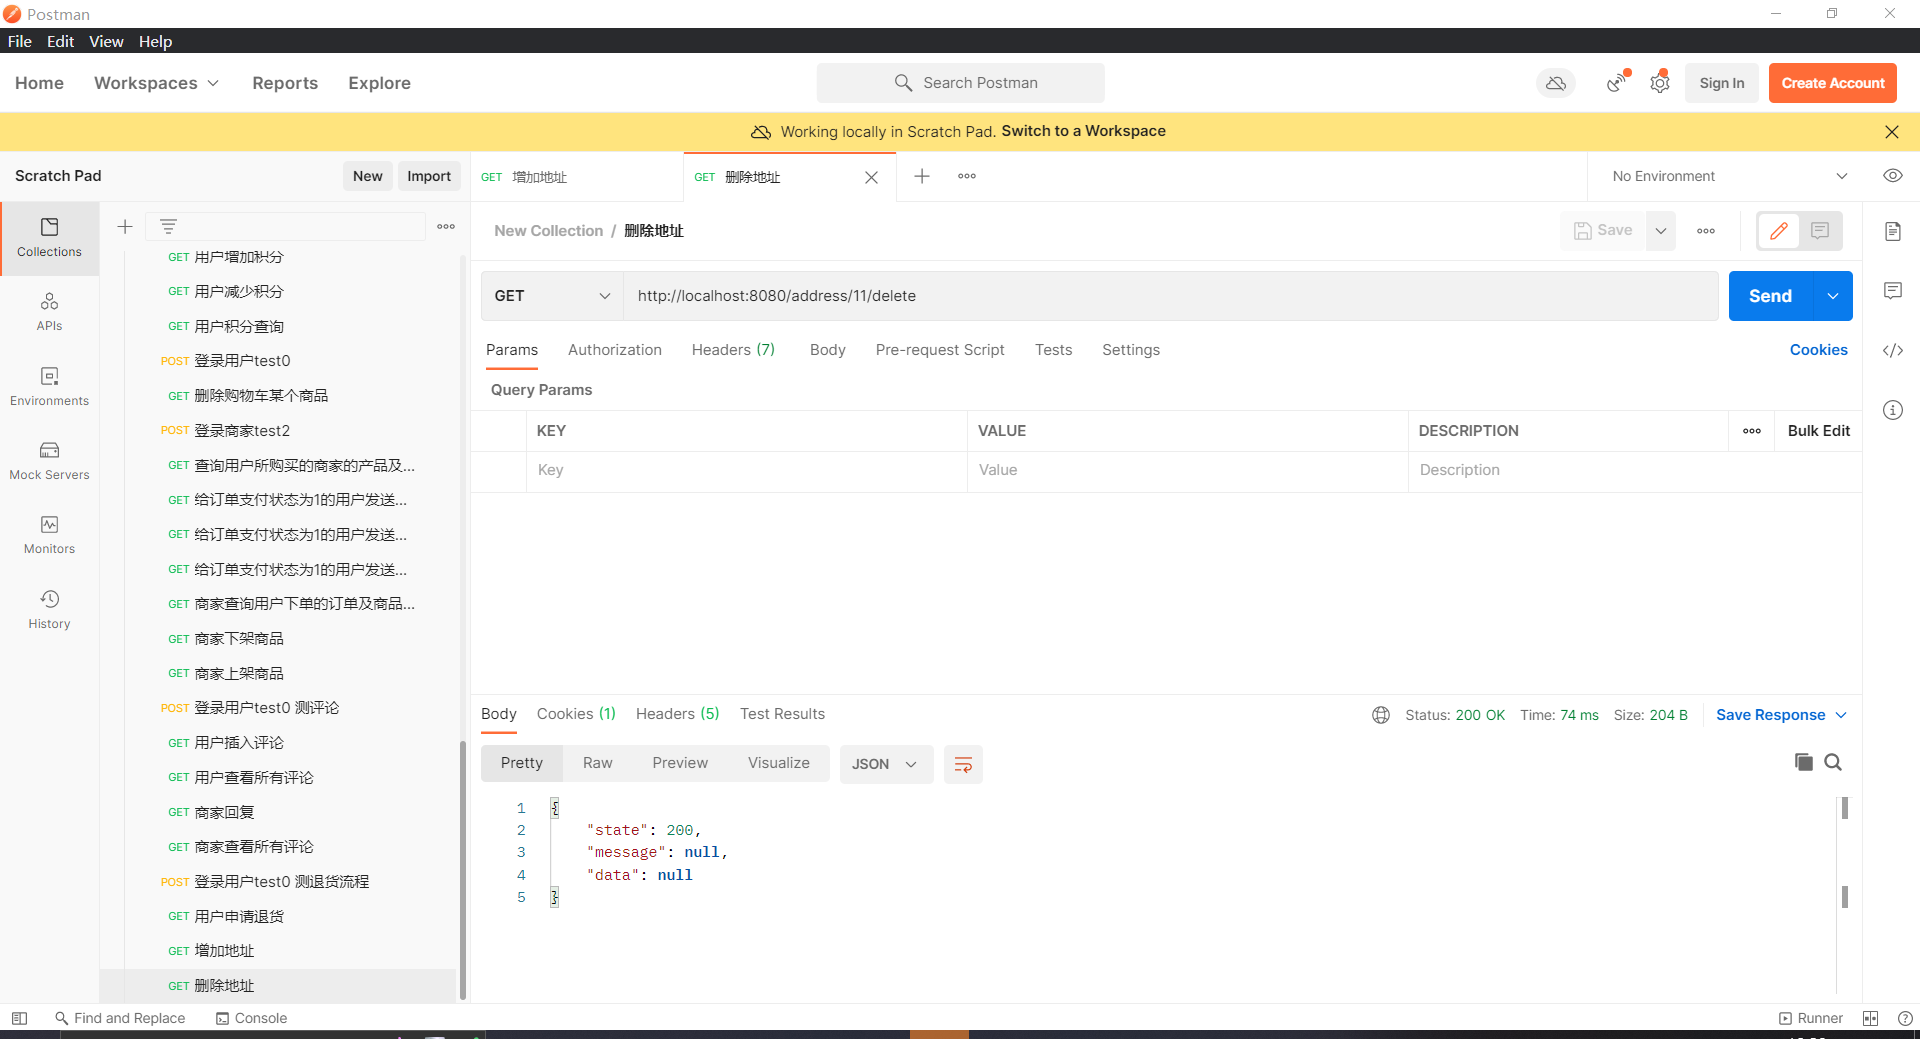 Postman
File Edit View Help
Home Workspaces Reports Explore Search Postman Sign In Create Account
Working locally in Scratch Pad. Switch to a Workspace
Scratch Pad New Import GET 增加地址 GET 删除地址 No Environment
Collections
APIs
Environments
Mock Servers
Monitors
History
GET 用户增加积分
GET 用户减少积分
GET 用户积分查询
POST 登录用户test0
GET 删除购物车某个商品
POST 登录商家test2
GET 查询用户所购买的商家的产品及...
GET 给订单支付状态为1的用户发送...
GET 给订单支付状态为1的用户发送...
GET 给订单支付状态为1的用户发送...
GET 商家查询用户下单的订单及商品...
GET 商家下架商品
GET 商家上架商品
POST 登录用户test0 测评论
GET 用户插入评论
GET 用户查看所有评论
GET 商家回复
GET 商家查看所有评论
POST 登录用户test0 测退货流程
GET 用户申请退货
GET 增加地址
GET 删除地址
New Collection / 删除地址 Save
GET http://localhost:8080/address/11/delete Send
Params Authorization Headers (7) Body Pre-request Script Tests Settings Cookies
Query Params
KEY VALUE DESCRIPTION Bulk Edit
Key Value Description
Body Cookies (1) Headers (5) Test Results Status: 200 OK Time: 74 ms Size: 204 B Save Response
Pretty Raw Preview Visualize JSON
1 {
2 "state": 200,
3 "message": null,
4 "data": null
5 }
Find and Replace Console Runner